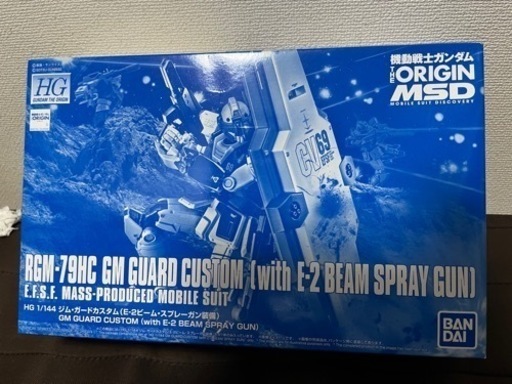 HG
GUNDAM THE ORIGIN
機動戦士ガンダム
THE ORIGIN
MSD
MOBILE SUIT DISCOVERY
ORIGIN
69
RGM-79HC GM GUARD CUSTOM (with E-2 BEAM SPRAY GUN)
E.F.S.F. MASS-PRODUCED MOBILE SUIT
HG 1/144 ジム・ガードカスタム(E-2ビーム・スプレーガン装備)
GM GUARD CUSTOM (with E-2 BEAM SPRAY GUN)
BAN
DAI